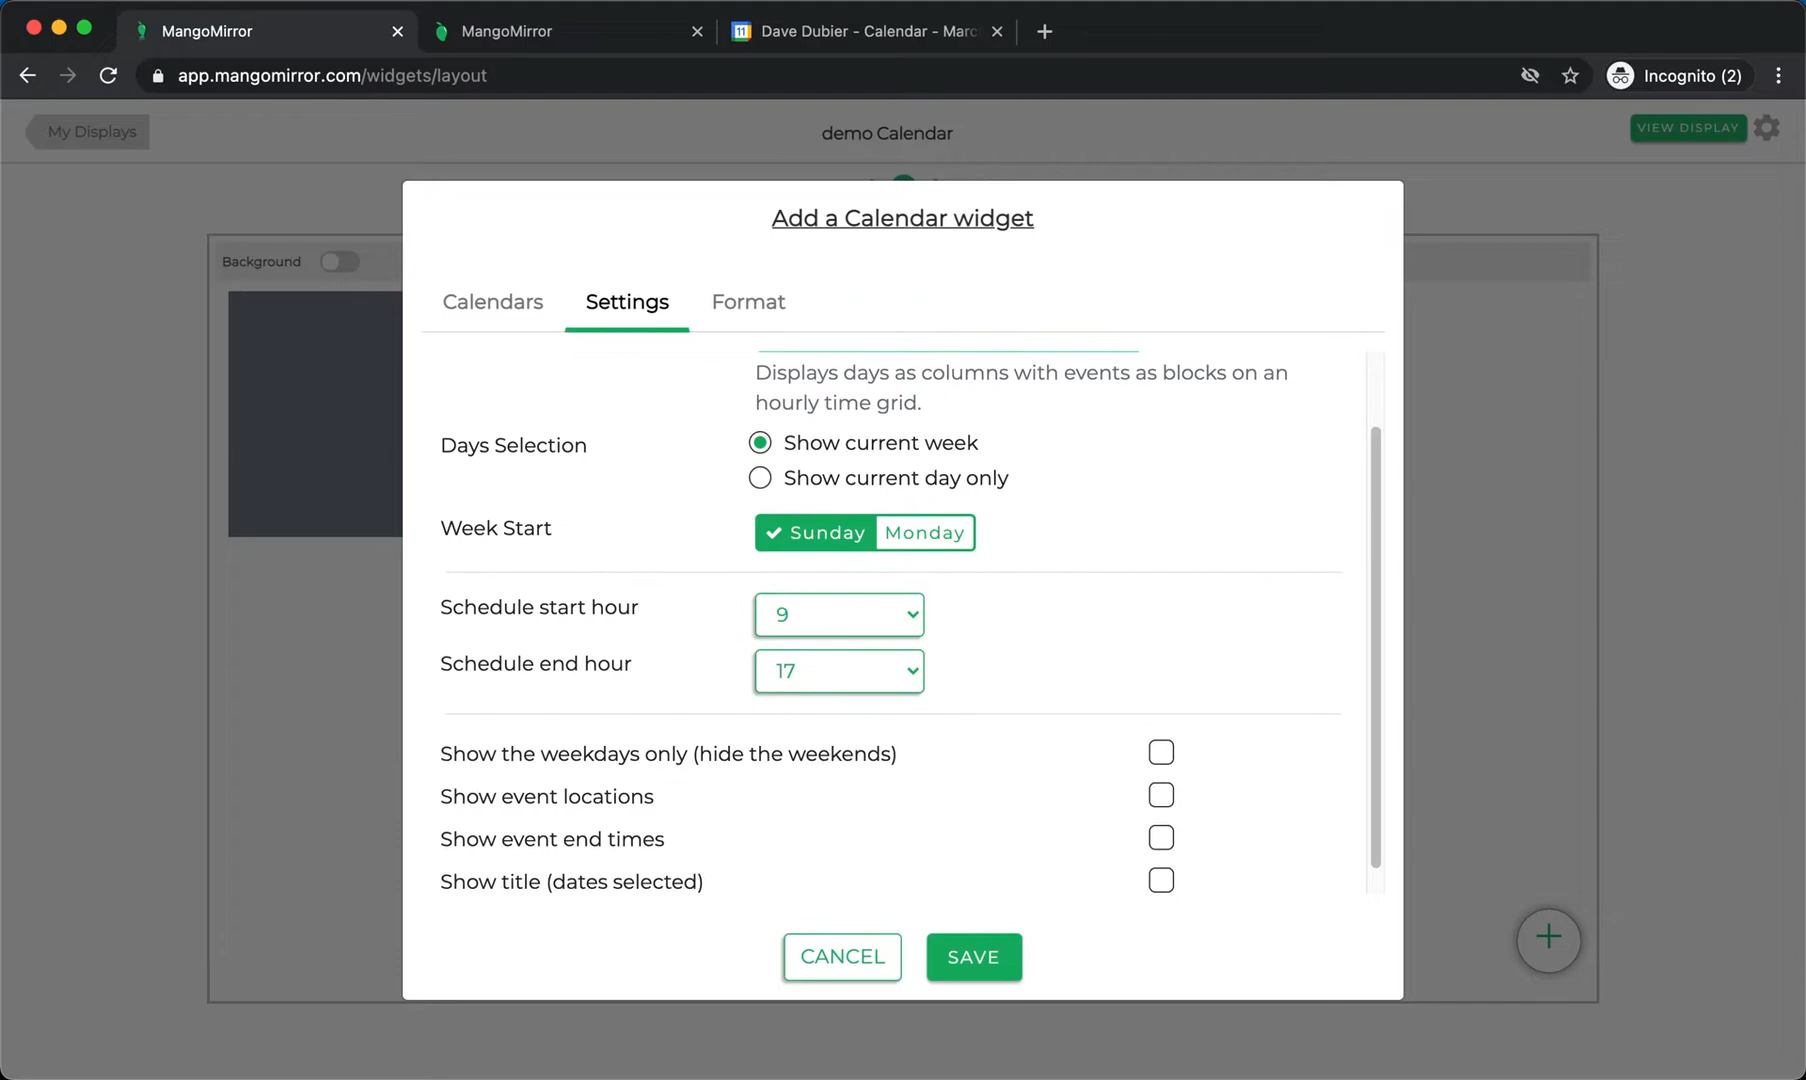 MangoMirror
MangoMirror
Dave Dubier - Calendar - Marc
app.mangomirror.com/widgets/layout
Incognito (2)
My Displays
demo Calendar
VIEW DISPLAY
Add a Calendar widget
Background
Calendars
Settings
Format
Displays days as columns with events as blocks on an
hourly time grid.
Days Selection
Show current week
Show current day only
Week Start
Sunday
Monday
Schedule start hour
9
Schedule end hour
17
Show the weekdays only (hide the weekends)
Show event locations
Show event end times
Show title (dates selected)
CANCEL
SAVE